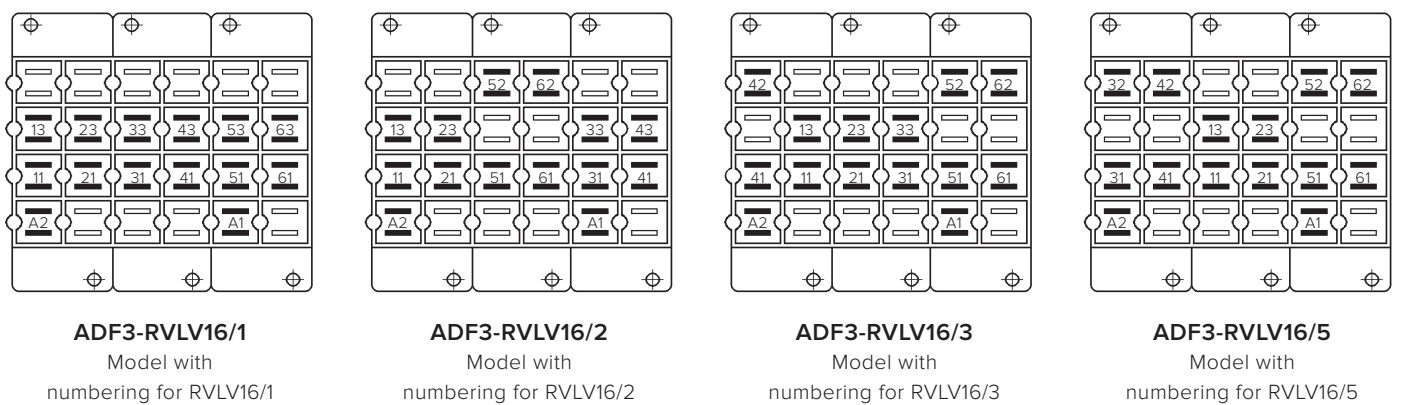 13 23 33 43 53 63
11 21 31 41 51 61
A2 A1
ADF3-RVLV16/1
Model with
numbering for RVLV16/1
52 62
13 23 33 43
11 21 51 61 31 41
A2 A1
ADF3-RVLV16/2
Model with
numbering for RVLV16/2
42 52 62
13 23 33
41 11 21 31 51 61
A2 A1
ADF3-RVLV16/3
Model with
numbering for RVLV16/3
32 42 52 62
13 23
31 41 11 21 51 61
A2 A1
ADF3-RVLV16/5
Model with
numbering for RVLV16/5